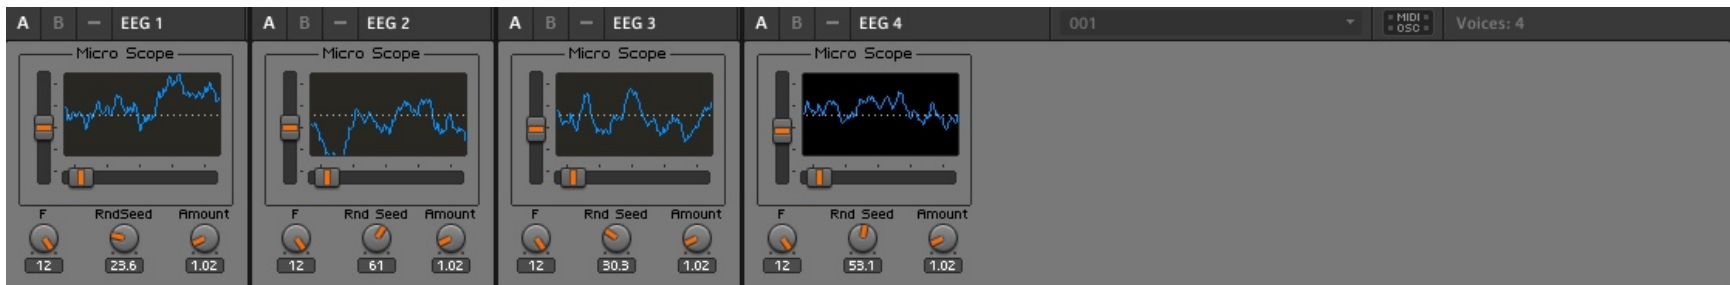 A B – EEG 1 A B – EEG 2 A B – EEG 3 A B – EEG 4 001 MIDI OSC Voices: 4
Micro Scope Micro Scope Micro Scope Micro Scope
F RndSeed Amount F Rnd Seed Amount F Rnd Seed Amount F Rnd Seed Amount
12 23.6 1.02 12 61 1.02 12 30.3 1.02 12 53.1 1.02